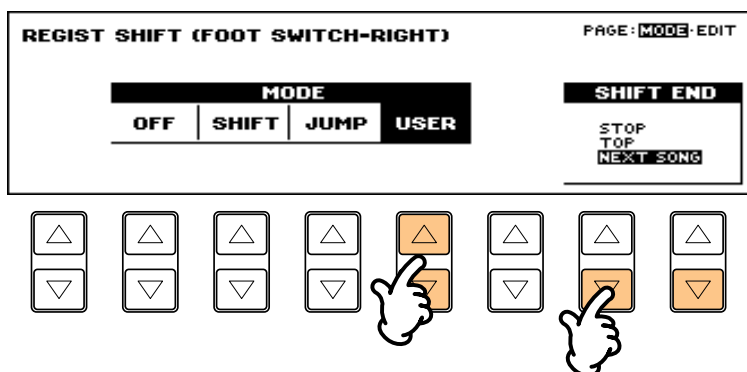 REGIST SHIFT (FOOT SWITCH-RIGHT)
PAGE:MODE·EDIT
MODE
OFF SHIFT JUMP USER
SHIFT END
STOP
TOP
NEXT SONG